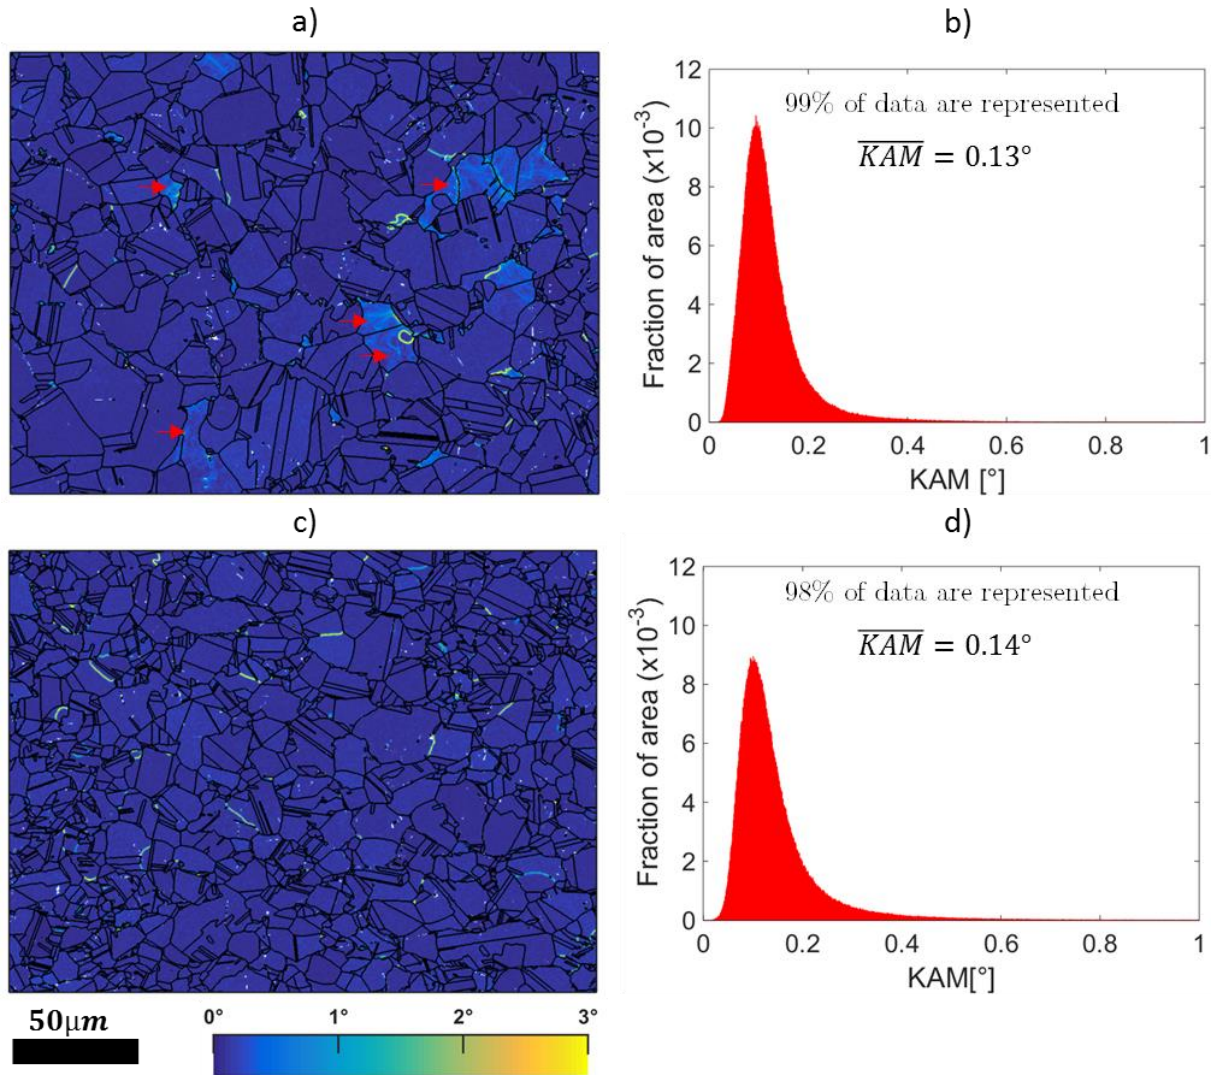 a)
b)
12
10
8
6
4
2
0
Fraction of area (x10⁻³)
99% of data are represented
KAM = 0.13°
0 0.2 0.4 0.6 0.8 1
KAM [°]
c)
d)
12
10
8
6
4
2
0
Fraction of area (x10⁻³)
98% of data are represented
KAM = 0.14°
0 0.2 0.4 0.6 0.8 1
KAM[°]
50μm
0° 1° 2° 3°